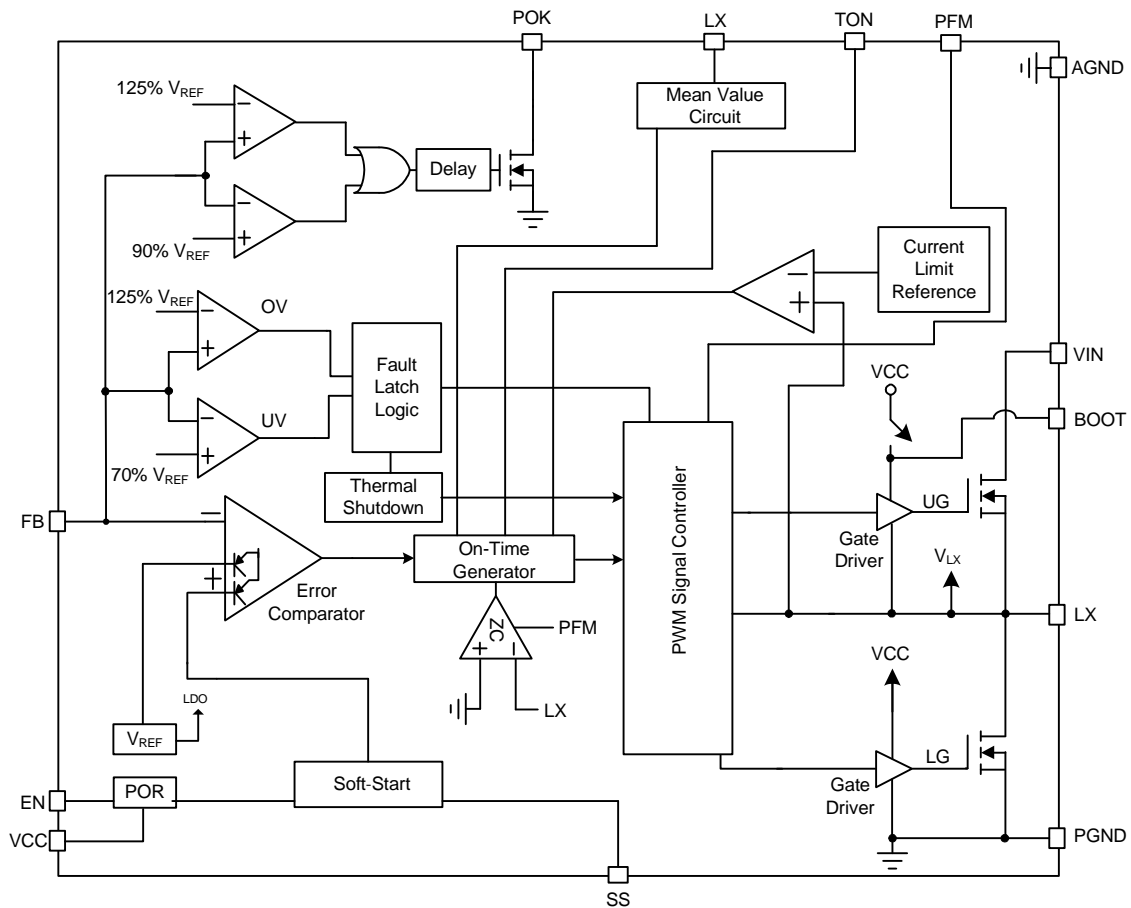 POK
LX
TON
PFM
AGND
125% VREF
−
+
−
+
90% VREF
Delay
Mean Value
Circuit
Current
Limit
Reference
−
+
125% VREF
OV
−
+
Fault
Latch
Logic
UV
−
+
70% VREF
Thermal
Shutdown
VIN
VCC
BOOT
UG
Gate
Driver
FB
−
+
Error
Comparator
On-Time
Generator
PWM Signal Controller
VLX
LX
ZC
PFM
+
−
LX
LDO
VREF
VCC
LG
Gate
Driver
Soft-Start
EN
POR
VCC
PGND
SS